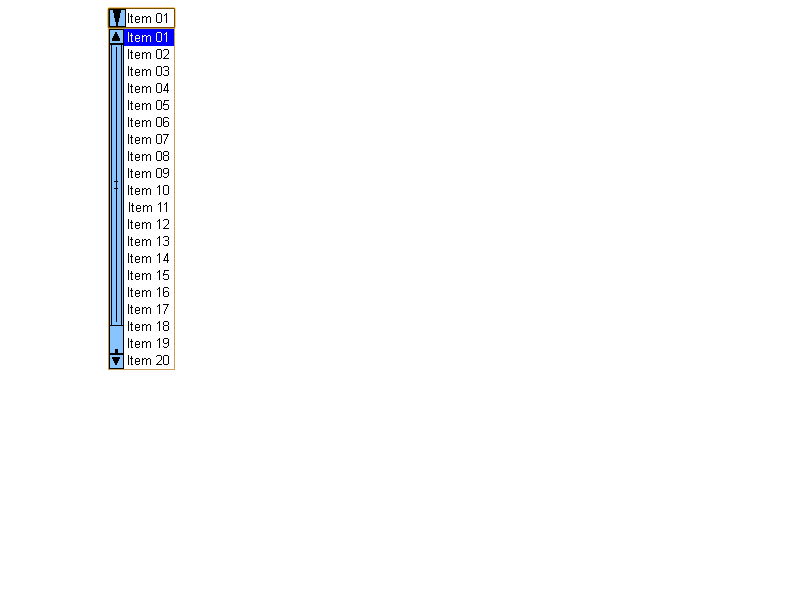 Item 01
Item 01
Item 02
Item 03
Item 04
Item 05
Item 06
Item 07
Item 08
Item 09
Item 10
Item 11
Item 12
Item 13
Item 14
Item 15
Item 16
Item 17
Item 18
Item 19
Item 20